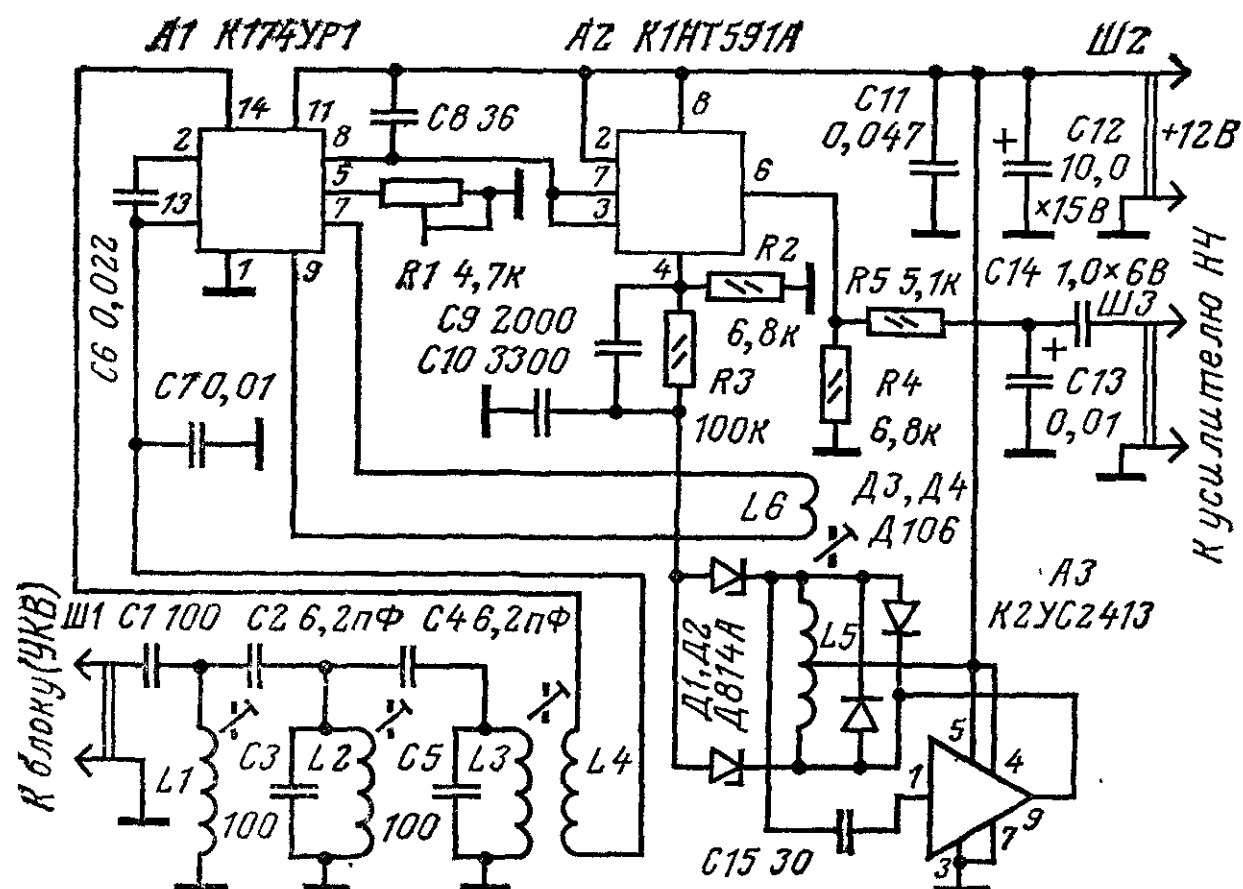 А1 К174УР1
А2 К1НТ591А
Ш2
14
11
2
8
13
5
7
1
9
С8 36
8
2
7
3
6
4
С11
0,047
С12
10,0
×15В
+12В
С6 0,022
R1 4,7к
С9 2000
С10 3300
R2
6,8к
R3
100к
R5 5,1к
R4
6,8к
С14 1,0×6В
Ш3
С13
0,01
К усилителю НЧ
С7 0,01
L6
Д3, Д4
Д106
А3
К2УС2413
К блоку (УКВ)
Ш1
С1 100
С2 6,2пФ
С4 6,2пФ
L1
С3
100
L2
С5
100
L3
L4
Д1, Д2
Д814А
L5
С15 30
5
4
1
9
7
3